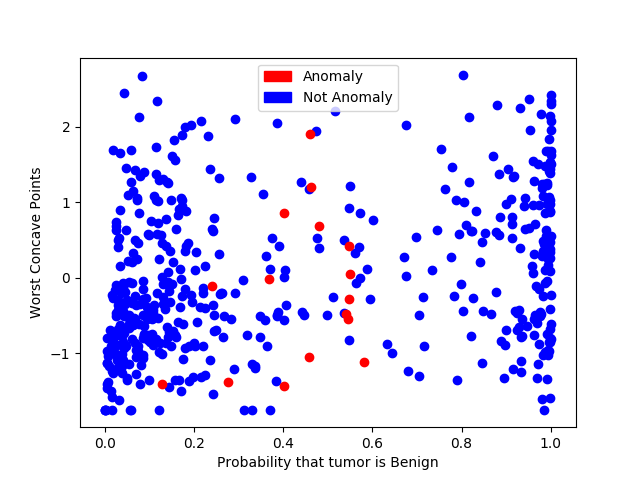 Anomaly
Not Anomaly
2
1
0
−1
Worst Concave Points
0.0 0.2 0.4 0.6 0.8 1.0
Probability that tumor is Benign